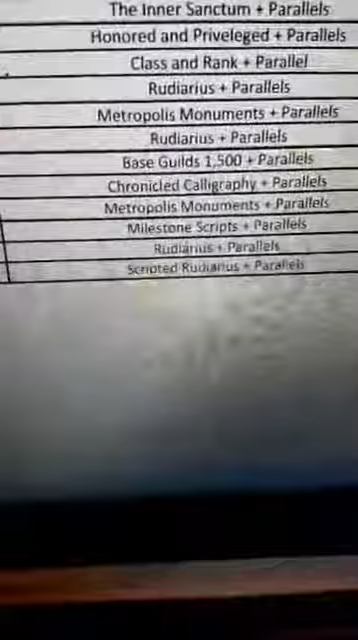 The Inner Sanctum + Parallels
Honored and Priveleged + Parallels
Class and Rank + Parallel
Rudiarius + Parallels
Metropolis Monuments + Parallels
Rudiarius + Parallels
Base Guilds 1,500 + Parallels
Chronicled Calligraphy + Parallels
Metropolis Monuments + Parallels
Milestone Scripts + Parallels
Rudiarius + Parallels
Scripted Rudiarius + Parallels